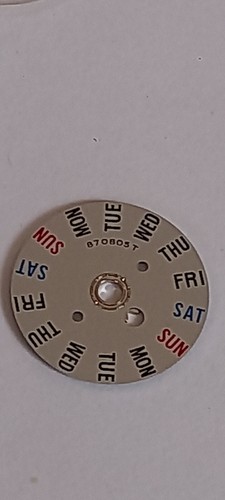 MON
TUE
WED
THU
FRI
SAT
SUN
MON
TUE
WED
THU
FRI
SAT
SUN
870805T